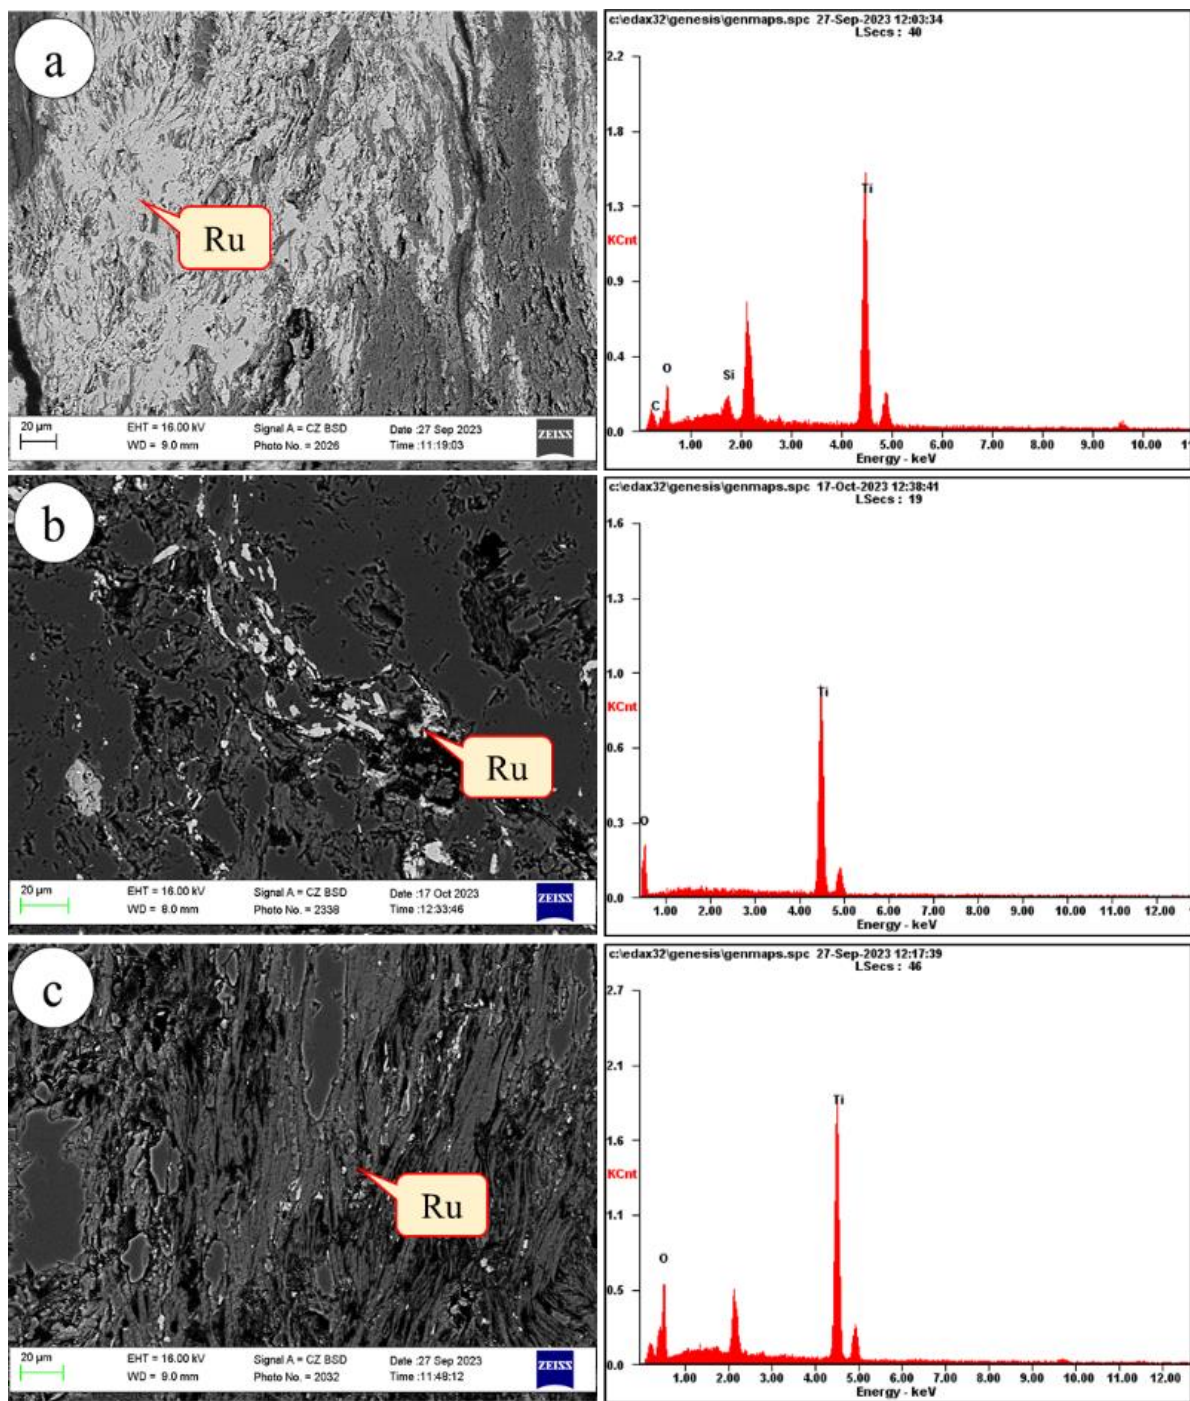 a
Ru
20 µm
EHT = 16.00 kV
WD = 9.0 mm
Signal A = CZ BSD
Photo No. = 2026
Date :27 Sep 2023
Time :11:19:03
ZEISS
c:\edax32\genesis\genmaps.spc 27-Sep-2023 12:03:34
LSecs : 40
2.2
1.8
1.3
KCnt
0.9
0.4
0.0
C
O
Si
Ti
1.00 2.00 3.00 4.00 5.00 6.00 7.00 8.00 9.00 10.00 11
Energy - keV
b
Ru
20 µm
EHT = 16.00 kV
WD = 8.0 mm
Signal A = CZ BSD
Photo No. = 2338
Date :17 Oct 2023
Time :12:33:46
ZEISS
c:\edax32\genesis\genmaps.spc 17-Oct-2023 12:38:41
LSecs : 19
1.6
1.3
1.0
KCnt
0.6
0.3
0.0
O
Ti
1.00 2.00 3.00 4.00 5.00 6.00 7.00 8.00 9.00 10.00 11.00 12.00
Energy - keV
c
Ru
20 µm
EHT = 16.00 kV
WD = 9.0 mm
Signal A = CZ BSD
Photo No. = 2032
Date :27 Sep 2023
Time :11:48:12
ZEISS
c:\edax32\genesis\genmaps.spc 27-Sep-2023 12:17:39
LSecs : 46
2.7
2.1
1.6
KCnt
1.1
0.5
0.0
O
Ti
1.00 2.00 3.00 4.00 5.00 6.00 7.00 8.00 9.00 10.00 11.00 12.00
Energy - keV